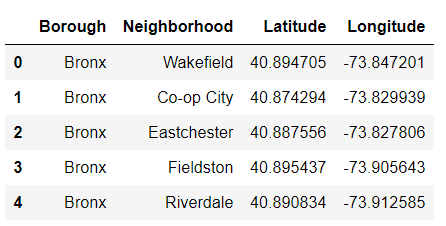 Borough Neighborhood Latitude Longitude
0 Bronx Wakefield 40.894705 -73.847201
1 Bronx Co-op City 40.874294 -73.829939
2 Bronx Eastchester 40.887556 -73.827806
3 Bronx Fieldston 40.895437 -73.905643
4 Bronx Riverdale 40.890834 -73.912585